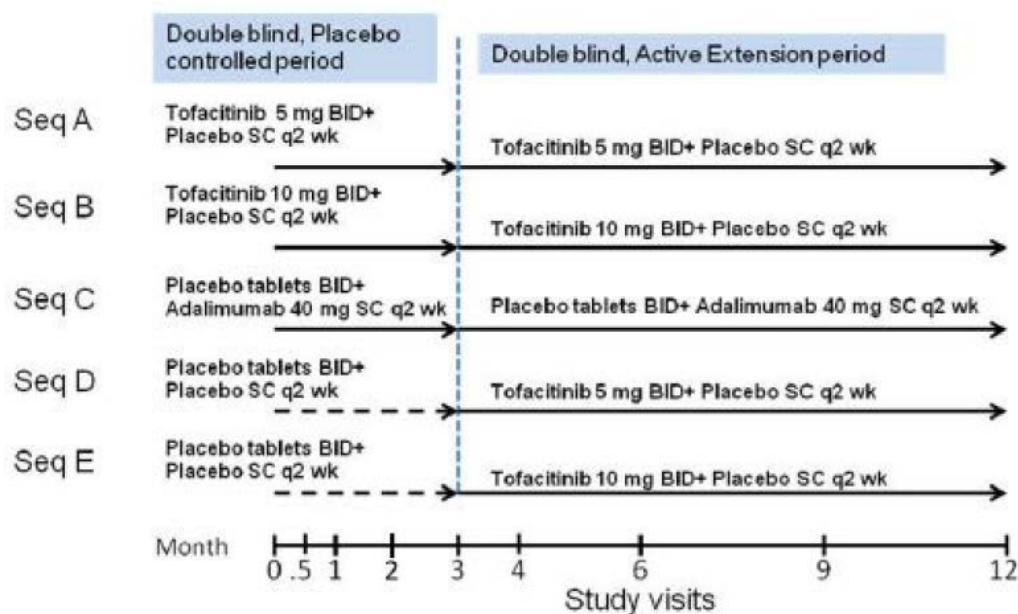 Double blind, Placebo
controlled period
Double blind, Active Extension period
Seq A
Tofacitinib 5 mg BID+
Placebo SC q2 wk
Tofacitinib 5 mg BID+ Placebo SC q2 wk
Seq B
Tofacitinib 10 mg BID+
Placebo SC q2 wk
Tofacitinib 10 mg BID+ Placebo SC q2 wk
Seq C
Placebo tablets BID+
Adalimumab 40 mg SC q2 wk
Placebo tablets BID+ Adalimumab 40 mg SC q2 wk
Seq D
Placebo tablets BID+
Placebo SC q2 wk
Tofacitinib 5 mg BID+ Placebo SC q2 wk
Seq E
Placebo tablets BID+
Placebo SC q2 wk
Tofacitinib 10 mg BID+ Placebo SC q2 wk
Month
0 .5 1 2 3 4 6 9 12
Study visits